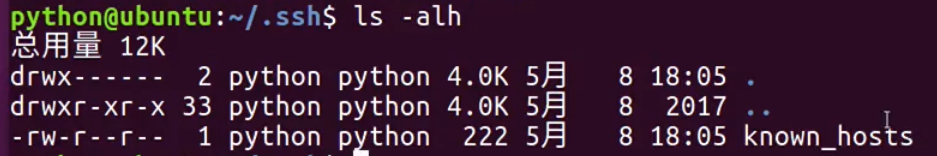 python@ubuntu:~/.ssh$ ls -alh
总用量 12K
drwx------  2 python python 4.0K 5月   8 18:05 .
drwxr-xr-x 33 python python 4.0K 5月   8  2017 ..
-rw-r--r--  1 python python  222 5月   8 18:05 known_hosts